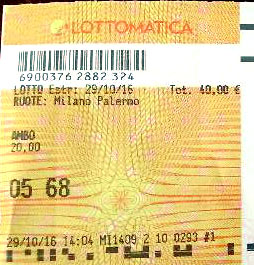 LOTTOMATICA
6900376 2882 324
LOTTO Estr: 29/10/16 Tot. 40,00 €
RUOTE: Milano Palermo
AMBO
20,00
05 68
29/10/16 14:04 MI1409 2 10 0293 #1